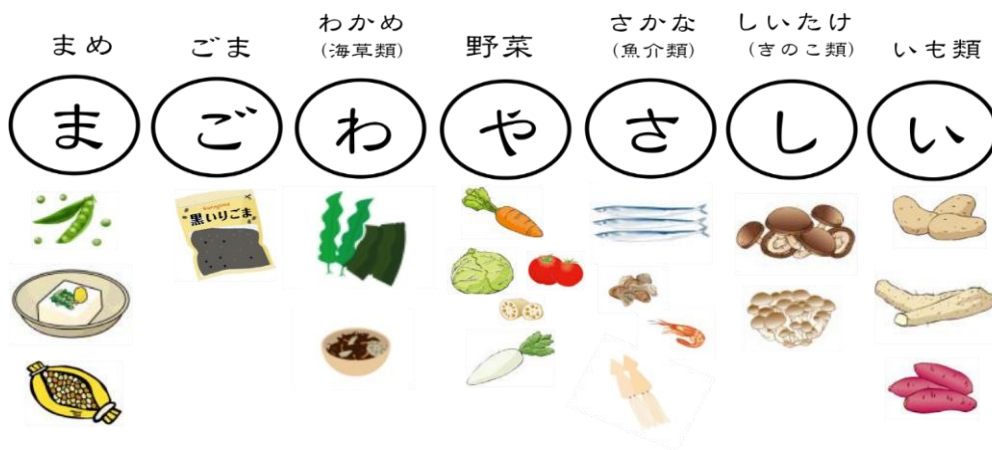 まめ
ごま
わかめ
(海草類)
野菜
さかな
(魚介類)
しいたけ
(きのこ類)
いも類
ま
ご
わ
や
さ
し
い
黒いりごま